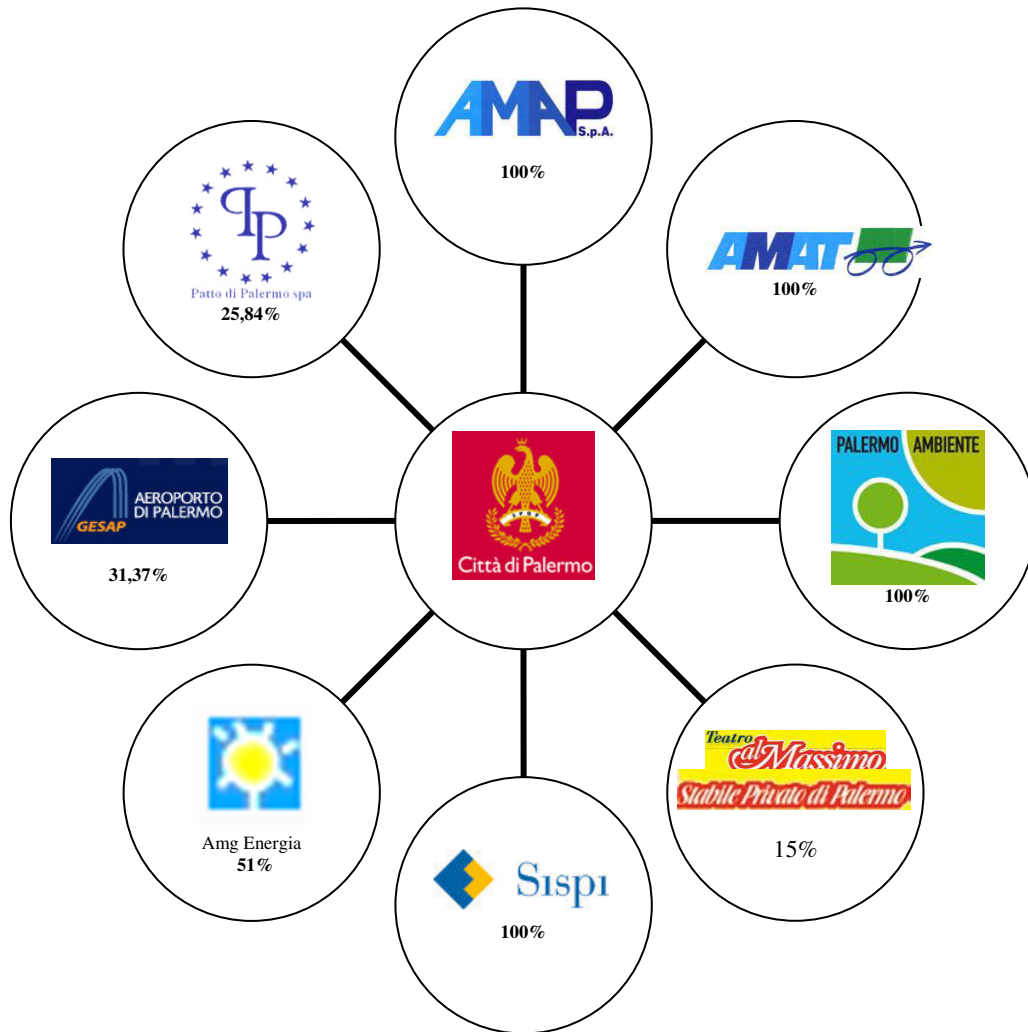 AMAP
S.p.A.
100%
AMAT
100%
Patto di Palermo spa
25,84%
PALERMO AMBIENTE
100%
AEROPORTO
DI PALERMO
GESAP
31,37%
SPQP
Città di Palermo
Teatro
al Massimo
Stabile Privato di Palermo
15%
Amg Energia
51%
Sispi
100%